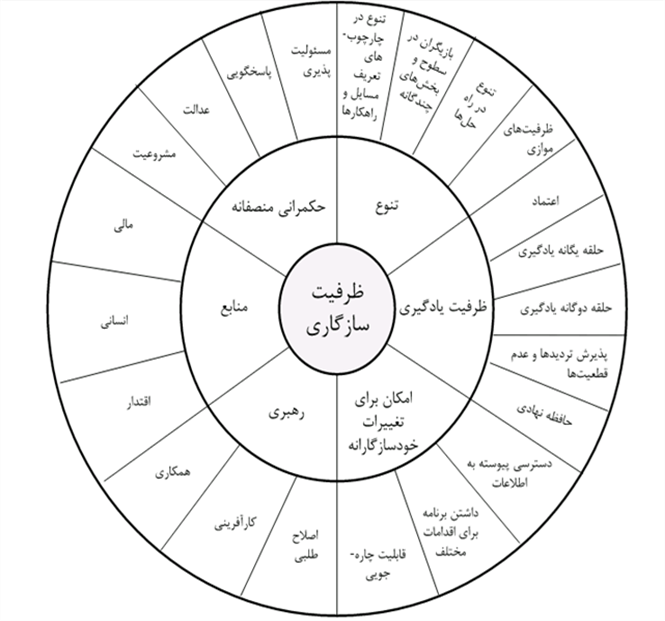 ظرفیت
سازگاری
تنوع
ظرفیت یادگیری
امکان برای
تغییرات
خودسازگارانه
رهبری
منابع
حکمرانی منصفانه
تنوع در
چارچوب-
های
تعریف
مسایل و
راهکارها
بازیگران در
سطوح و
بخش‌های
چندگانه
تنوع
در راه
حل‌ها
ظرفیت‌های
موازی
اعتماد
حلقه یگانه یادگیری
حلقه دوگانه یادگیری
پذیرش تردیدها و عدم
قطعیت‌ها
حافظه نهادی
دسترسی پیوسته به
اطلاعات
داشتن برنامه
برای اقدامات
مختلف
قابلیت چاره-
جویی
اصلاح
طلبی
کارآفرینی
همکاری
اقتدار
انسانی
مالی
مشروعیت
عدالت
پاسخگویی
مسئولیت
پذیری